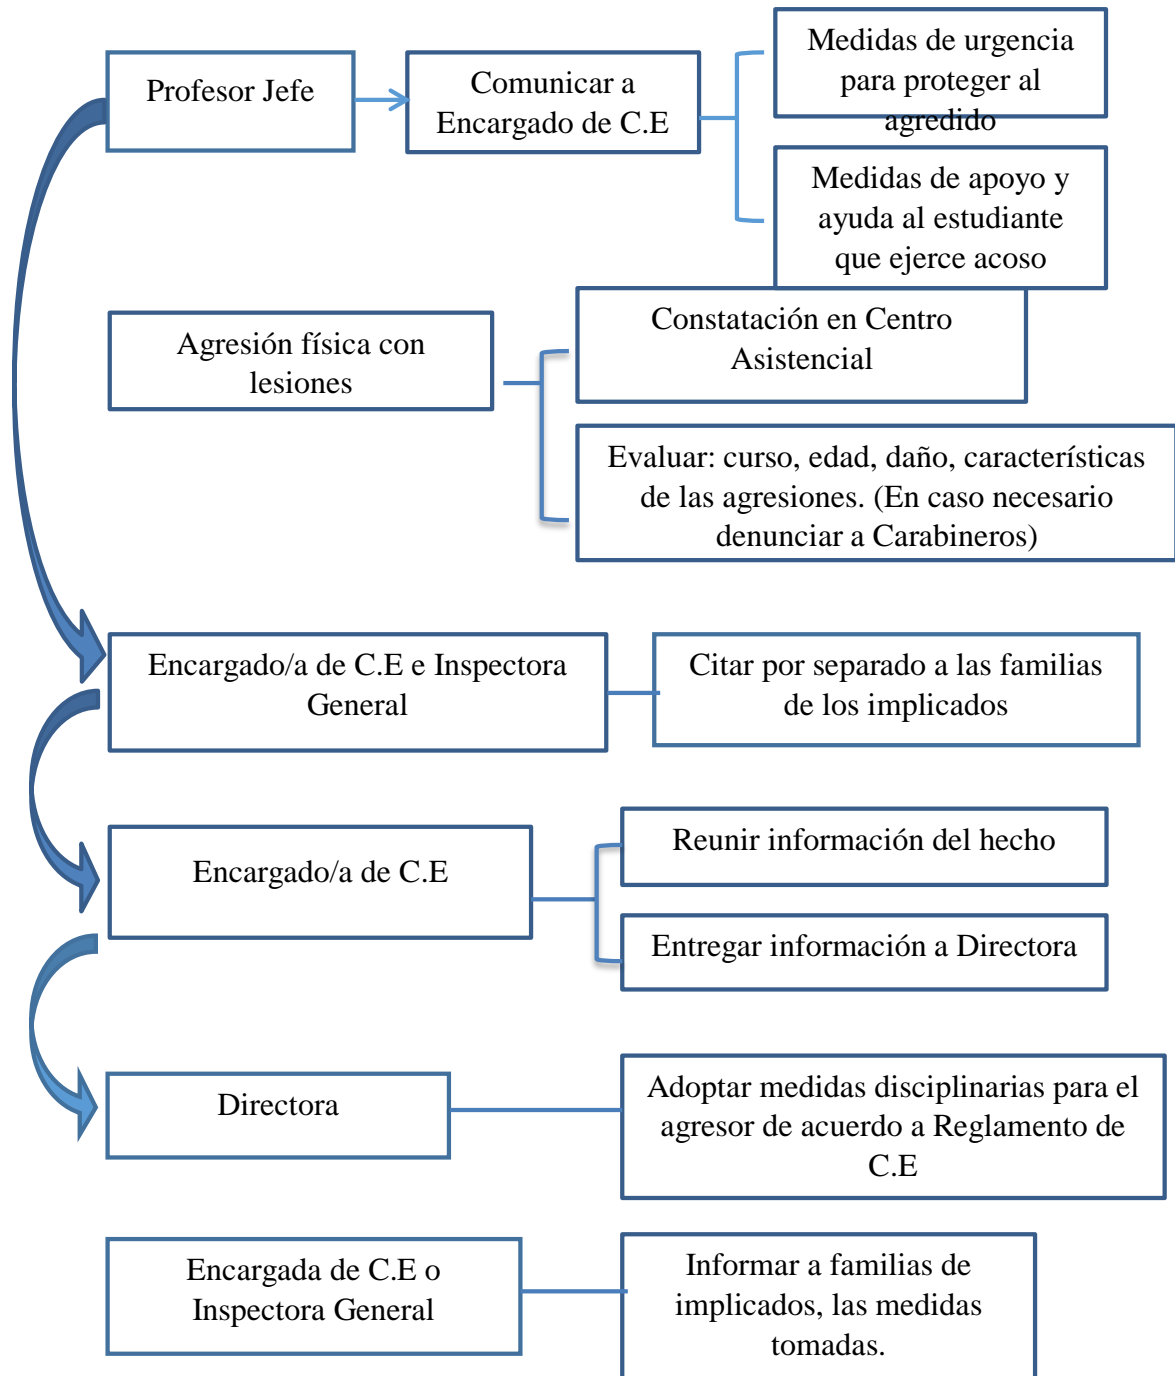 Profesor Jefe
Comunicar a
Encargado de C.E
Medidas de urgencia
para proteger al
agredido
Medidas de apoyo y
ayuda al estudiante
que ejerce acoso
Agresión física con
lesiones
Constatación en Centro
Asistencial
Evaluar: curso, edad, daño, características
de las agresiones. (En caso necesario
denunciar a Carabineros)
Encargado/a de C.E e Inspectora
General
Citar por separado a las familias
de los implicados
Encargado/a de C.E
Reunir información del hecho
Entregar información a Directora
Directora
Adoptar medidas disciplinarias para el
agresor de acuerdo a Reglamento de
C.E
Encargada de C.E o
Inspectora General
Informar a familias de
implicados, las medidas
tomadas.